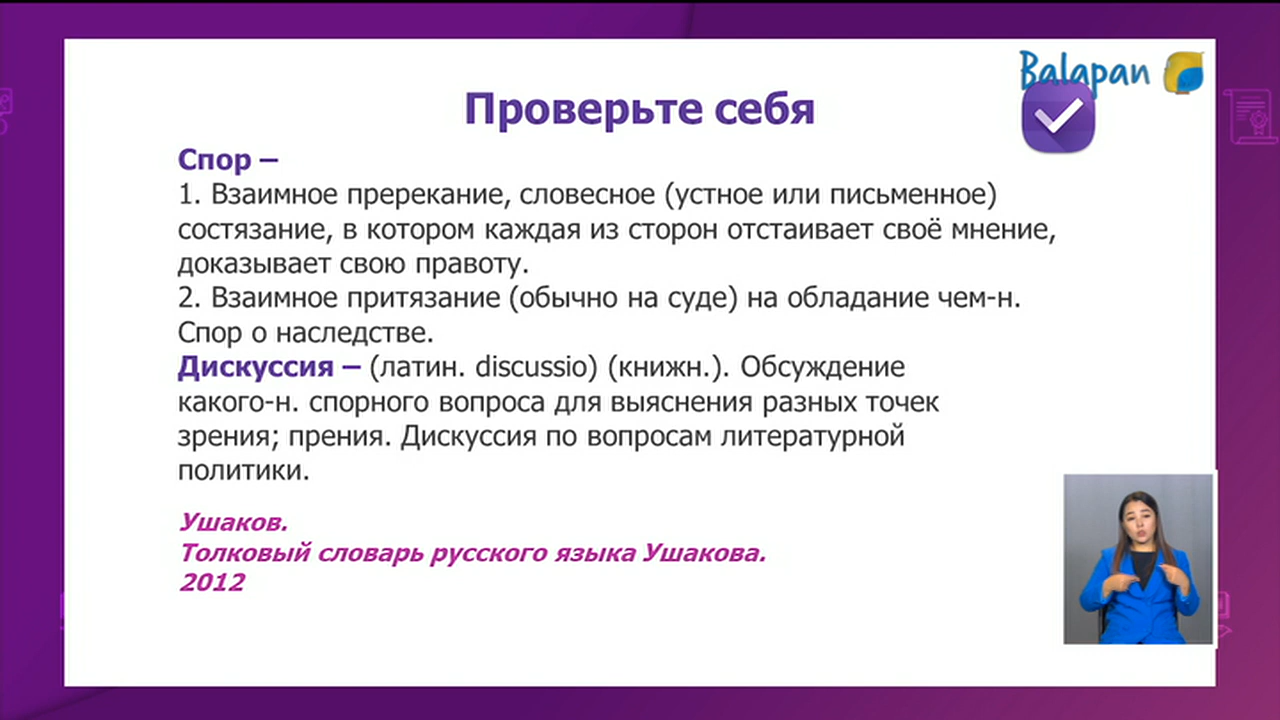 Balapan
Проверьте себя
Спор –
1. Взаимное пререкание, словесное (устное или письменное)
состязание, в котором каждая из сторон отстаивает своё мнение,
доказывает свою правоту.
2. Взаимное притязание (обычно на суде) на обладание чем-н.
Спор о наследстве.
Дискуссия – (латин. discussio) (книжн.). Обсуждение
какого-н. спорного вопроса для выяснения разных точек
зрения; прения. Дискуссия по вопросам литературной
политики.
Ушаков.
Толковый словарь русского языка Ушакова.
2012